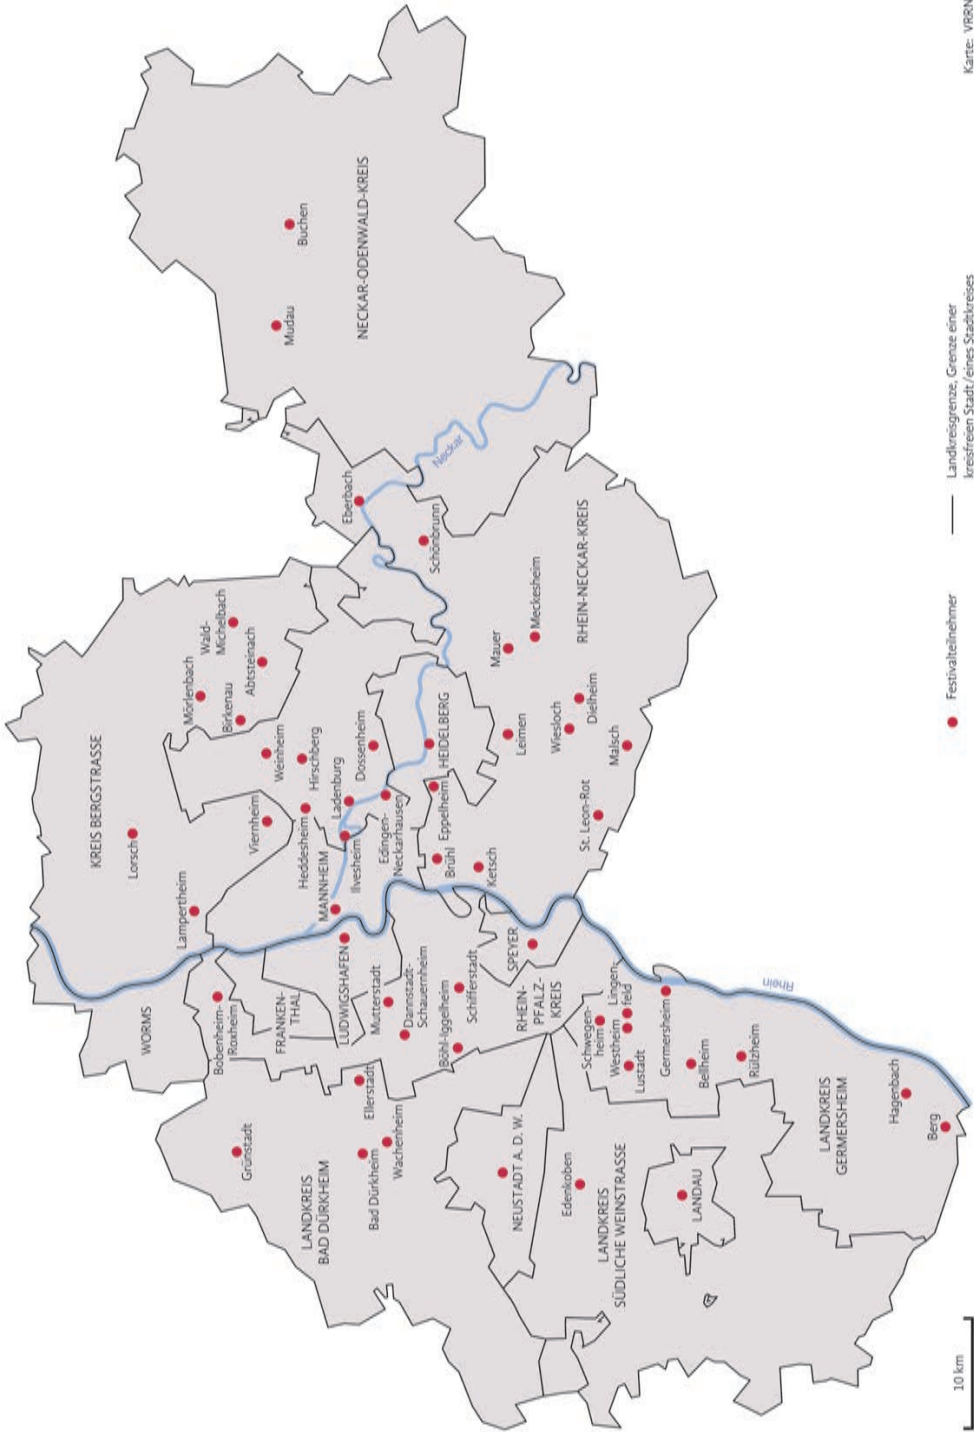 KREIS BERGSTRASSE
Lorsch
Lampertheim
Mörlenbach
Wald-
Michelbach
Birkenau
Abtsteinach
Viernheim
Weinheim
Hirschberg
Heddesheim
Ladenburg
Dossenheim
MANNHEIM
Ilvesheim
Edingen-
Neckarhausen
HEIDELBERG
Eppelheim
Brühl
Ketsch
Eberbach
Schönbrunn
Neckar
Mudau
Buchen
NECKAR-ODENWALD-KREIS
Mauer
Meckesheim
RHEIN-NECKAR-KREIS
Leimen
Wiesloch
Dielheim
Malsch
St. Leon-Rot
WORMS
Bobenheim-
Roxheim
FRANKEN-
THAL
LUDWIGSHAFEN
Mutterstadt
Dannstadt-
Schauernheim
Böhl-Iggelheim
Schifferstadt
SPEYER
RHEIN-
PFALZ-
KREIS
Grünstadt
LANDKREIS
BAD DÜRKHEIM
Ellerstadt
Bad Dürkheim
Wachenheim
NEUSTADT A. D. W.
Edenkoben
LANDKREIS
SÜDLICHE WEINSTRASSE
LANDAU
Schwegen-
heim
Lingen-
feld
Westheim
Lustadt
Germersheim
Bellheim
Rülzheim
Rhein
LANDKREIS
GERMERSHEIM
Hagenbach
Berg
10 km
Festivalteilnehmer
Landkreisgrenze, Grenze einer
kreisfreien Stadt/eines Stadtkreises
Karte: VRRN